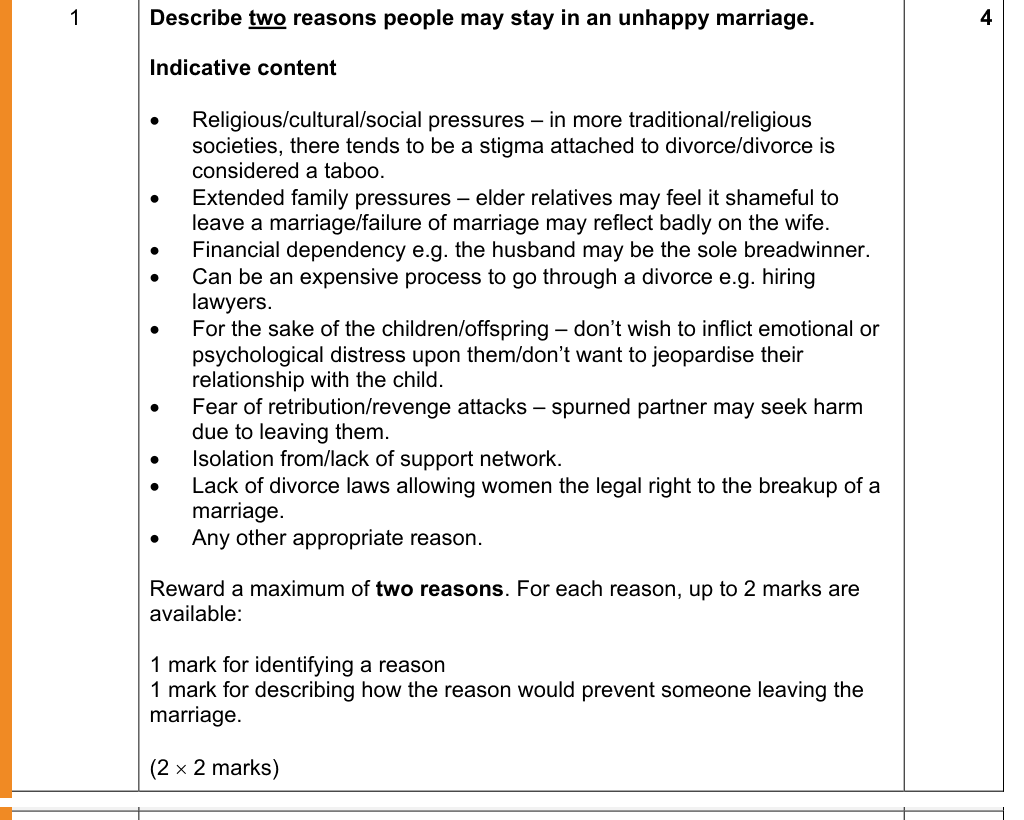 1 Describe two reasons people may stay in an unhappy marriage. 4
Indicative content
• Religious/cultural/social pressures – in more traditional/religious
societies, there tends to be a stigma attached to divorce/divorce is
considered a taboo.
• Extended family pressures – elder relatives may feel it shameful to
leave a marriage/failure of marriage may reflect badly on the wife.
• Financial dependency e.g. the husband may be the sole breadwinner.
• Can be an expensive process to go through a divorce e.g. hiring
lawyers.
• For the sake of the children/offspring – don’t wish to inflict emotional or
psychological distress upon them/don’t want to jeopardise their
relationship with the child.
• Fear of retribution/revenge attacks – spurned partner may seek harm
due to leaving them.
• Isolation from/lack of support network.
• Lack of divorce laws allowing women the legal right to the breakup of a
marriage.
• Any other appropriate reason.
Reward a maximum of two reasons. For each reason, up to 2 marks are
available:
1 mark for identifying a reason
1 mark for describing how the reason would prevent someone leaving the
marriage.
(2 × 2 marks)